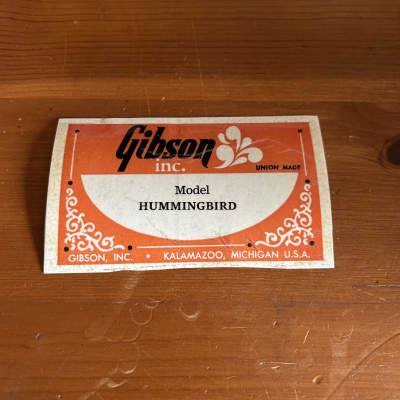 Gibson
inc.
UNION MADE
Model
HUMMINGBIRD
GIBSON, INC. • KALAMAZOO, MICHIGAN U.S.A.